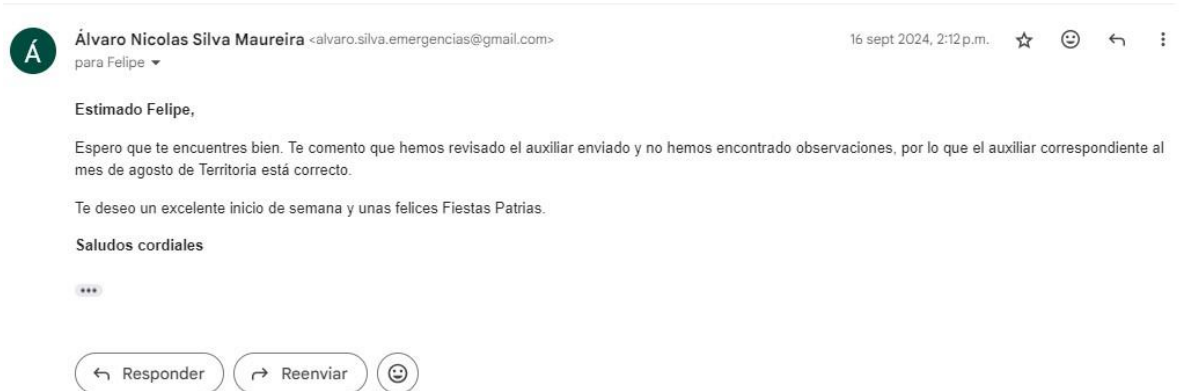 Á
Álvaro Nicolas Silva Maureira <alvaro.silva.emergencias@gmail.com>
16 sept 2024, 2:12 p.m.
para Felipe
Estimado Felipe,
Espero que te encuentres bien. Te comento que hemos revisado el auxiliar enviado y no hemos encontrado observaciones, por lo que el auxiliar correspondiente al
mes de agosto de Territoria está correcto.
Te deseo un excelente inicio de semana y unas felices Fiestas Patrias.
Saludos cordiales
Responder
Reenviar